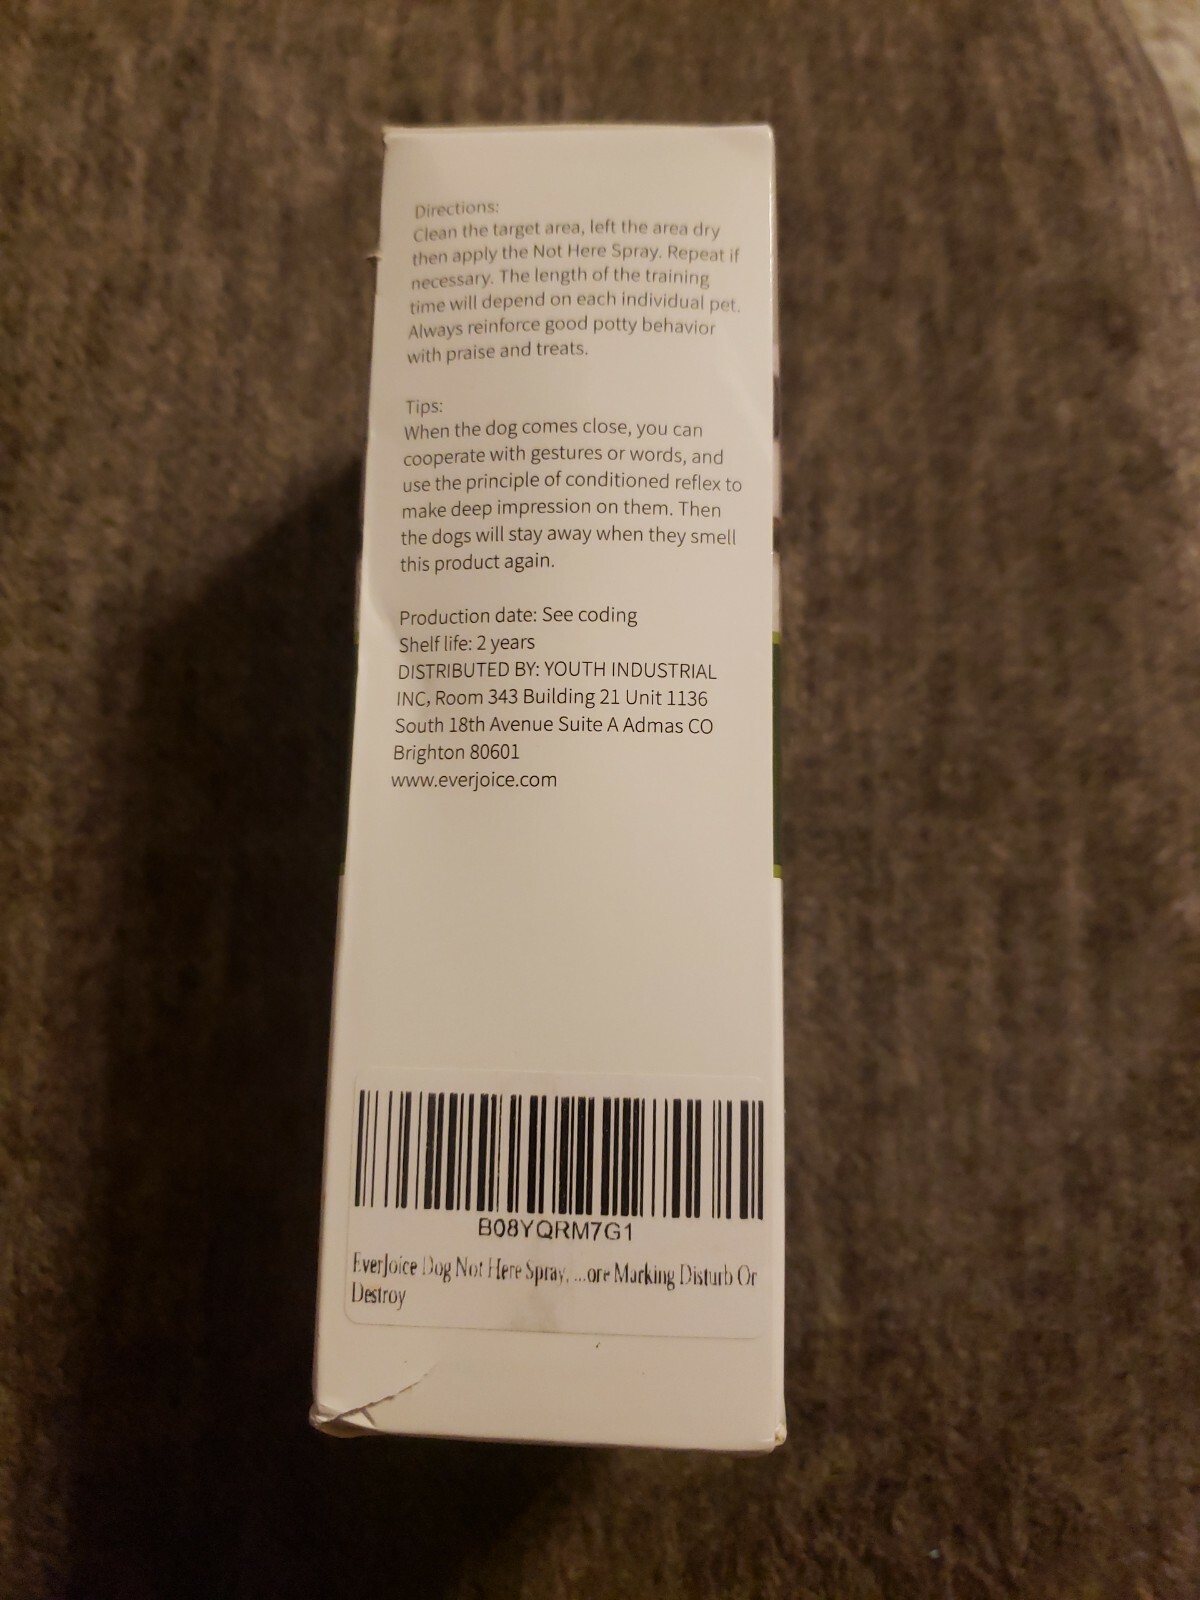 Directions:
Clean the target area, left the area dry
then apply the Not Here Spray. Repeat if
necessary. The length of the training
time will depend on each individual pet.
Always reinforce good potty behavior
with praise and treats.
Tips:
When the dog comes close, you can
cooperate with gestures or words, and
use the principle of conditioned reflex to
make deep impression on them. Then
the dogs will stay away when they smell
this product again.
Production date: See coding
Shelf life: 2 years
DISTRIBUTED BY: YOUTH INDUSTRIAL
INC, Room 343 Building 21 Unit 1136
South 18th Avenue Suite A Admas CO
Brighton 80601
www.everjoice.com
B08YQRM7G1
EverJoice Dog Not Here Spray, ...ore Marking Disturb Or
Destroy